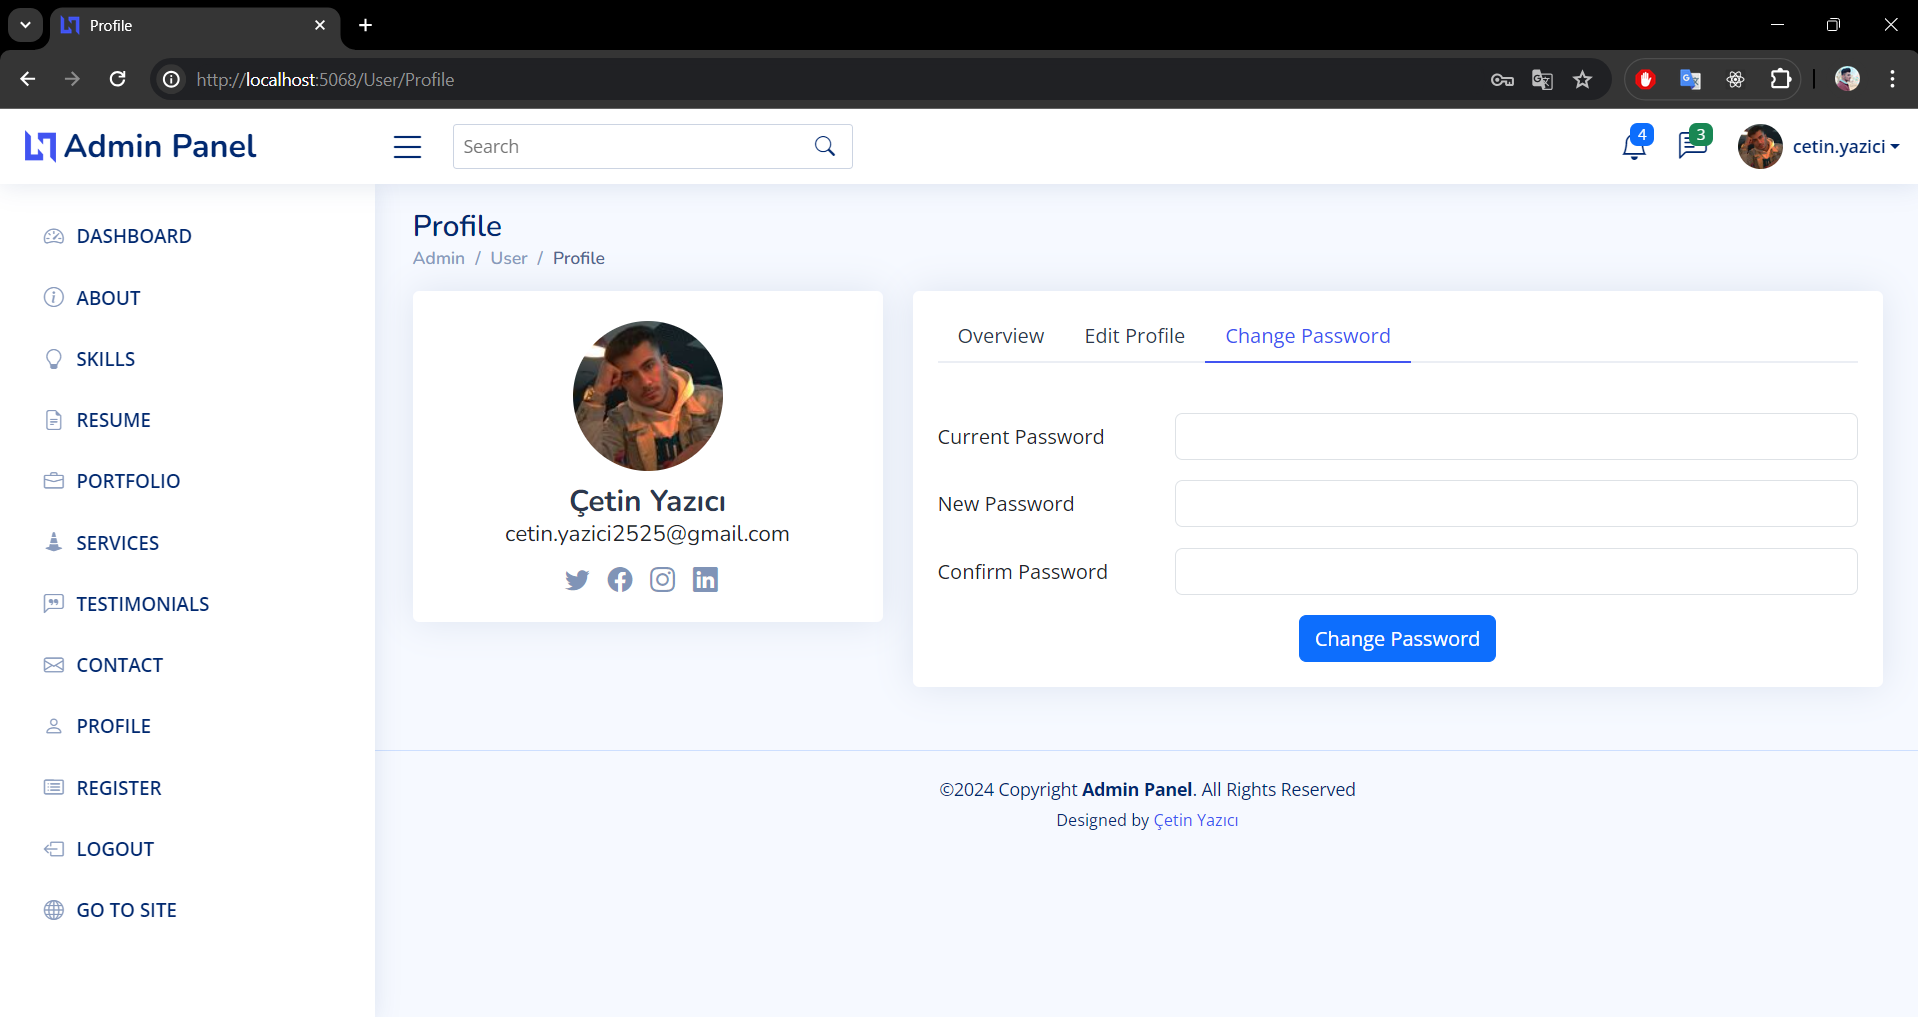 Profile
http://localhost:5068/User/Profile
Admin Panel
Search
4
3
cetin.yazici
DASHBOARD
ABOUT
SKILLS
RESUME
PORTFOLIO
SERVICES
TESTIMONIALS
CONTACT
PROFILE
REGISTER
LOGOUT
GO TO SITE
Profile
Admin / User / Profile
Çetin Yazıcı
cetin.yazici2525@gmail.com
Overview Edit Profile Change Password
Current Password
New Password
Confirm Password
Change Password
©2024 Copyright Admin Panel. All Rights Reserved
Designed by Çetin Yazıcı